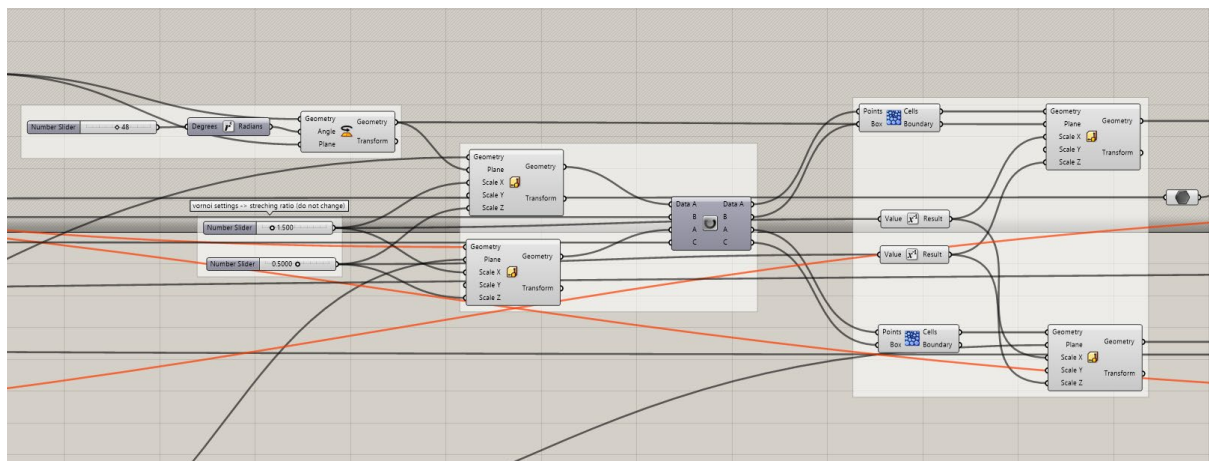 Number Slider
48
Degrees
Radians
Geometry
Angle
Plane
Geometry
Transform
vornoi settings -> streching ratio (do not change)
Number Slider
1.500
Number Slider
0.5000
Geometry
Plane
Scale X
Scale Y
Scale Z
Geometry
Transform
Geometry
Plane
Scale X
Scale Y
Scale Z
Geometry
Transform
Data A
B
A
C
Data A
B
A
C
Points
Box
Cells
Boundary
Geometry
Plane
Scale X
Scale Y
Scale Z
Geometry
Transform
Value
Result
Value
Result
Points
Box
Cells
Boundary
Geometry
Plane
Scale X
Scale Y
Scale Z
Geometry
Transform